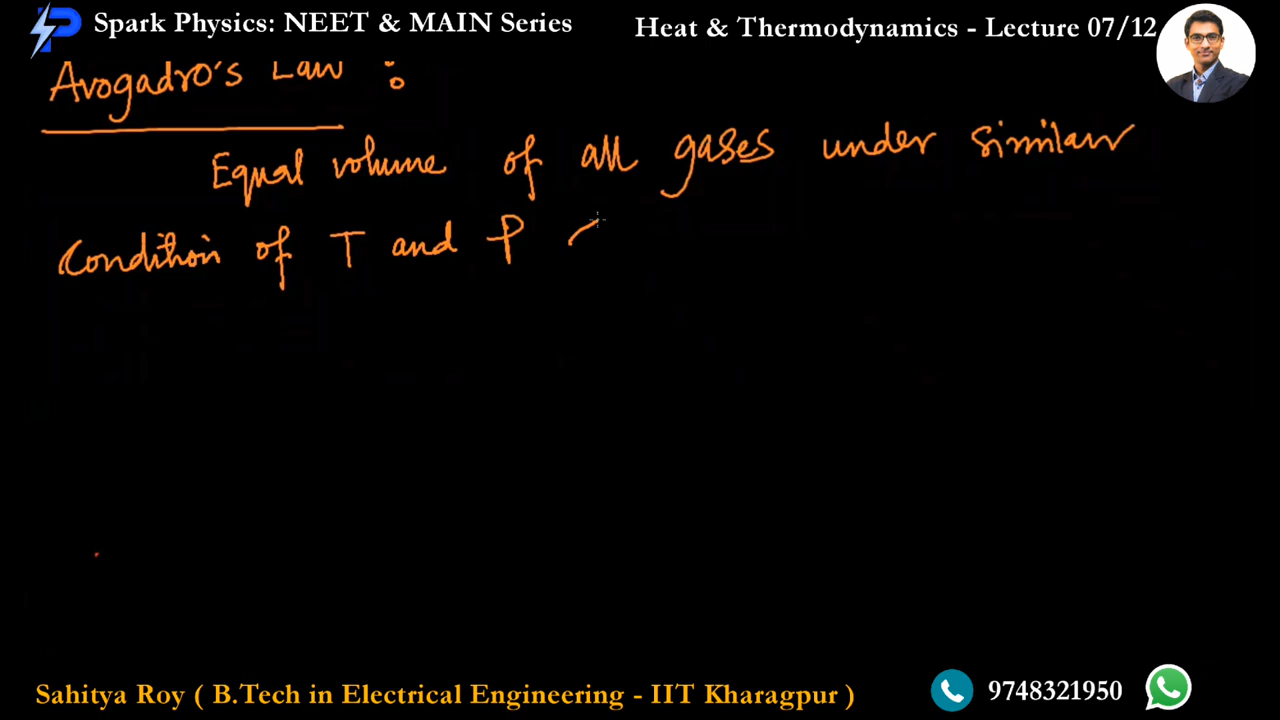 Spark Physics: NEET & MAIN Series
Heat & Thermodynamics - Lecture 07/12
Avogadro's Law :
Equal volume of all gases under similar
Condition of T and P
Sahitya Roy ( B.Tech in Electrical Engineering - IIT Kharagpur )
9748321950